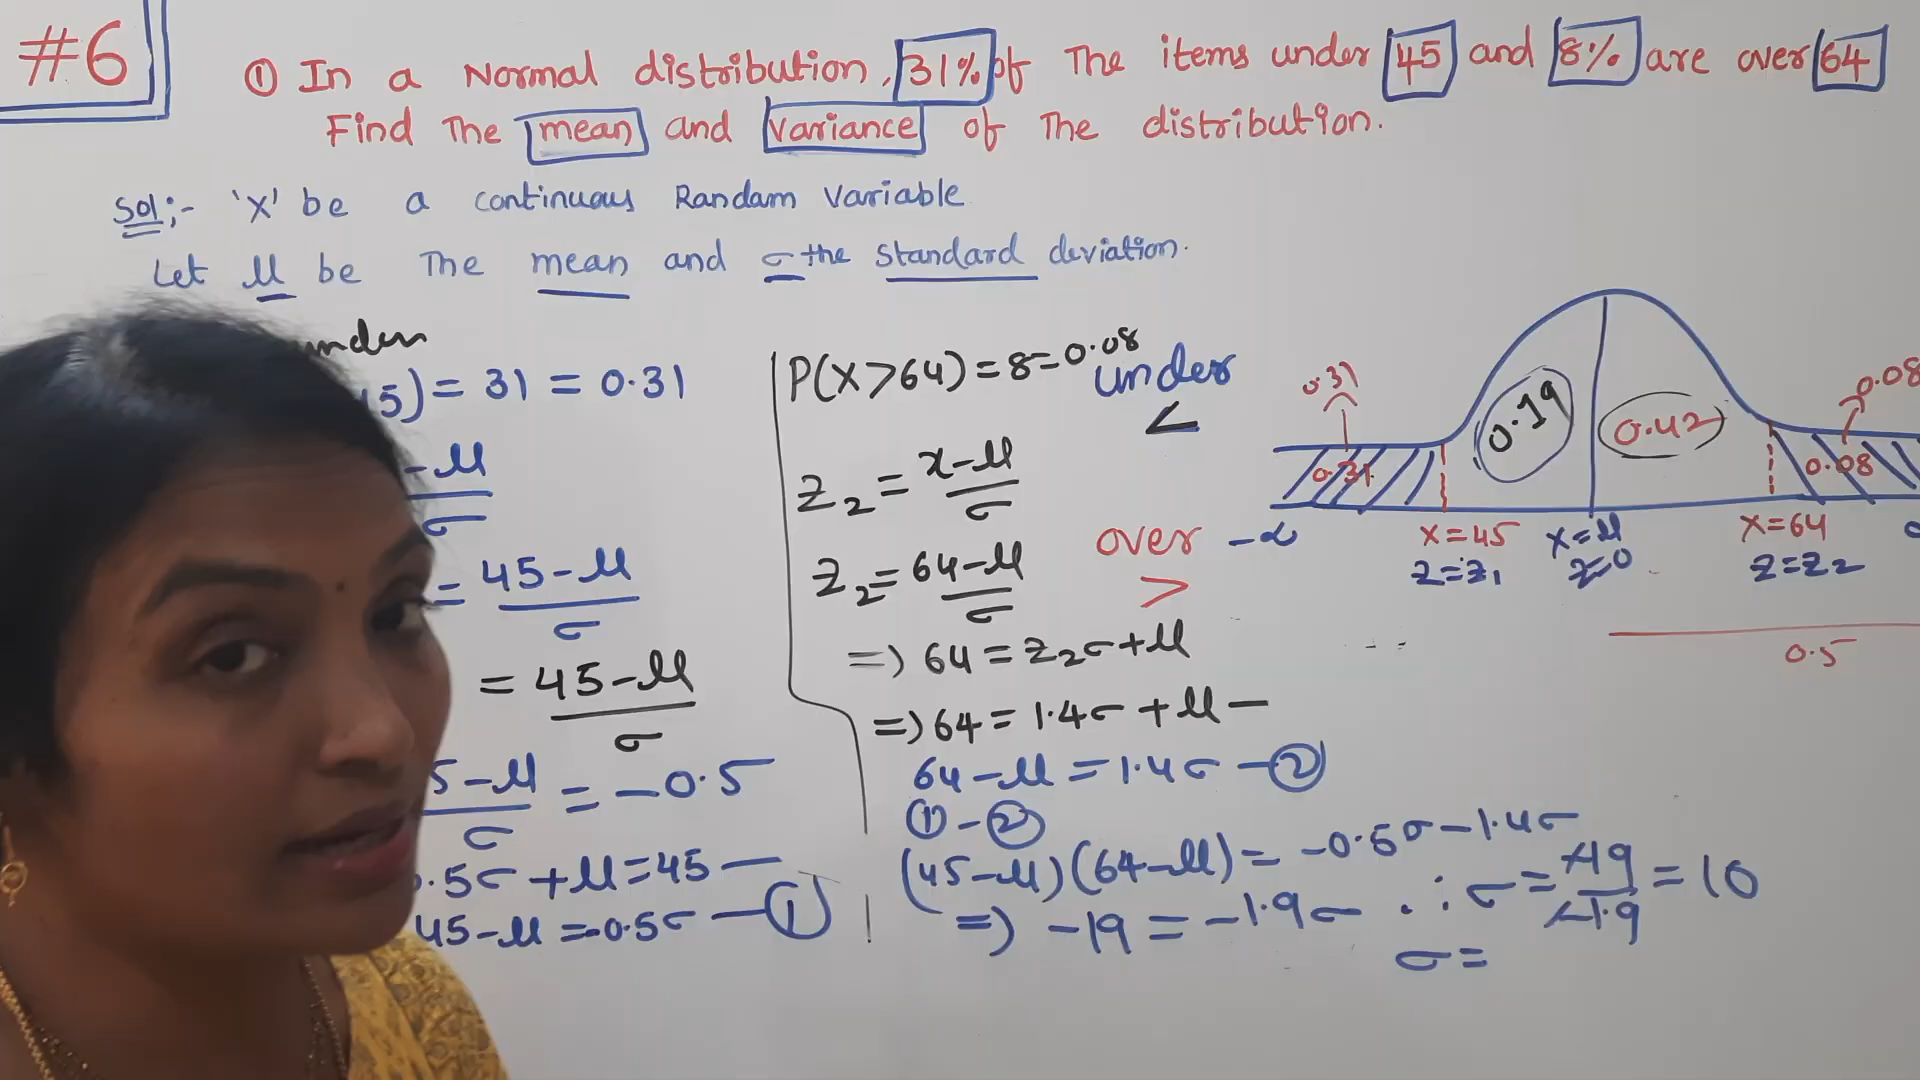 #6
① In a Normal distribution, 31% of The items under 45 and 8% are over 64
Find The mean and variance of The distribution.
Sol:- 'X' be a continuous Randam variable
Let μ be The mean and σ the standard deviation.
under
5) = 31 = 0.31
-μ
σ
= 45-μ
σ
= 45-μ
σ
5-μ = -0.5
σ
.5σ + μ = 45 —
45-μ = -0.5σ — ①
P(X>64) = 8 = 0.08
under
<
z₂ = x-μ
σ
over
>
z₂ = 64-μ
σ
=) 64 = z₂σ+μ
=) 64 = 1.4σ + μ —
64-μ = 1.4σ — ②
① - ②
(45-μ)(64-μ) = -0.5σ - 1.4σ
=) -19 = -1.9σ ∴ σ = -19 = 10
-1.9
σ =
0.31
0.08
0.19
0.42
0.31
0.08
-∝
X=45
X=μ
X=64
z=z₁
z=0
z=z₂
0.5